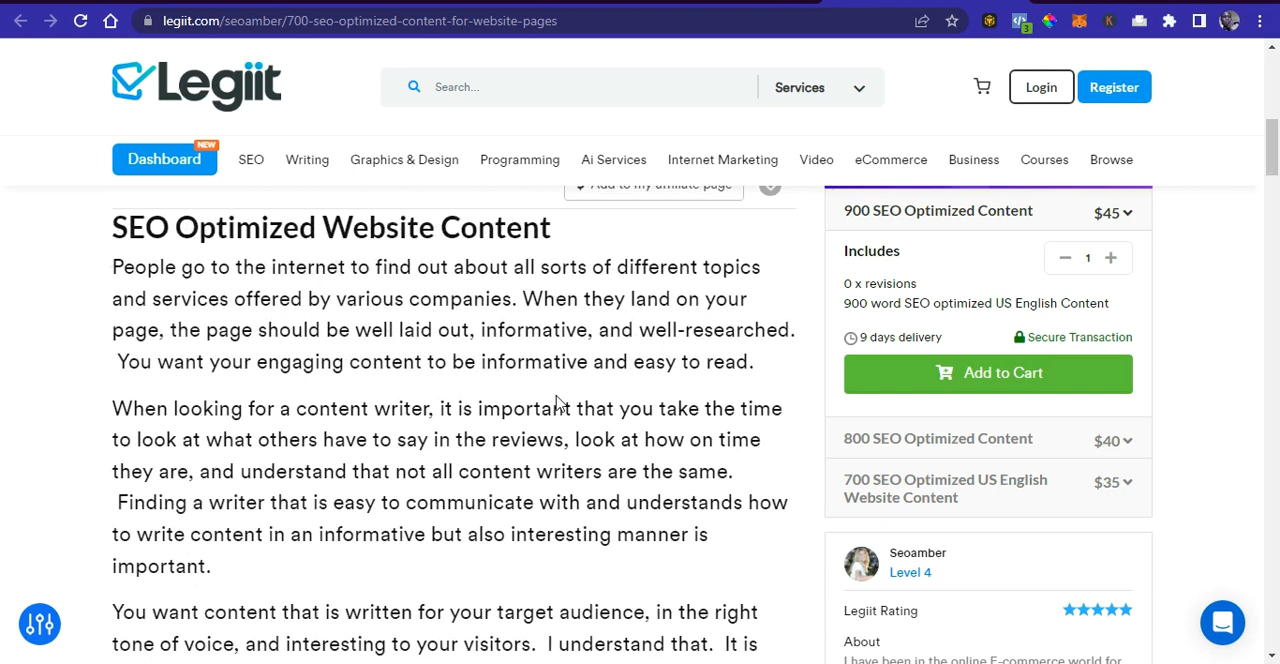 legiit.com/seoamber/700-seo-optimized-content-for-website-pages
3
K
Legiit
Search...
Services
Login
Register
NEW
Dashboard
SEO
Writing
Graphics & Design
Programming
Ai Services
Internet Marketing
Video
eCommerce
Business
Courses
Browse
Add to my affiliate page
SEO Optimized Website Content
People go to the internet to find out about all sorts of different topics
and services offered by various companies. When they land on your
page, the page should be well laid out, informative, and well-researched.
You want your engaging content to be informative and easy to read.
When looking for a content writer, it is important that you take the time
to look at what others have to say in the reviews, look at how on time
they are, and understand that not all content writers are the same.
Finding a writer that is easy to communicate with and understands how
to write content in an informative but also interesting manner is
important.
You want content that is written for your target audience, in the right
tone of voice, and interesting to your visitors.  I understand that.  It is
900 SEO Optimized Content
$45
Includes
1
0 x revisions
900 word SEO optimized US English Content
9 days delivery
Secure Transaction
Add to Cart
800 SEO Optimized Content
$40
700 SEO Optimized US English
Website Content
$35
Seoamber
Level 4
Legiit Rating
About
I have been in the online E-commerce world for